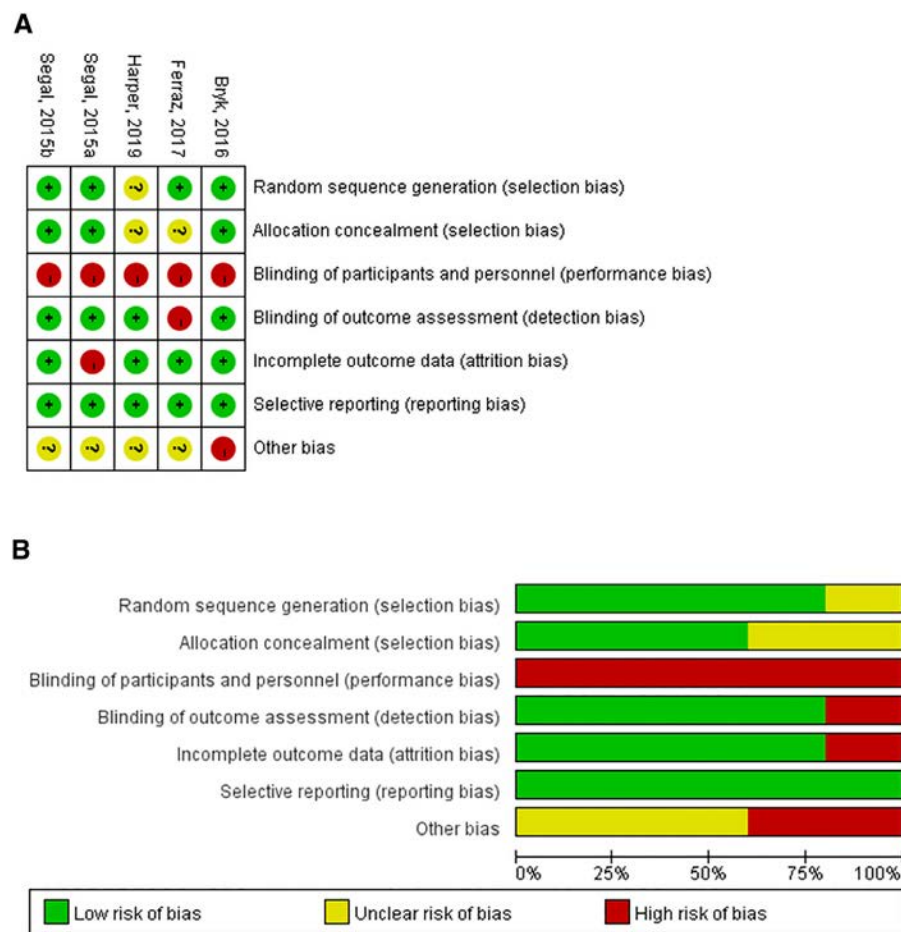 A
Segal, 2015b
Segal, 2015a
Harper, 2019
Ferraz, 2017
Bryk, 2016
+ + ? + + Random sequence generation (selection bias)
+ + ? ? + Allocation concealment (selection bias)
- - - - - Blinding of participants and personnel (performance bias)
+ + + - + Blinding of outcome assessment (detection bias)
+ - + + + Incomplete outcome data (attrition bias)
+ + + + + Selective reporting (reporting bias)
? ? ? ? - Other bias
B
Random sequence generation (selection bias)
Allocation concealment (selection bias)
Blinding of participants and personnel (performance bias)
Blinding of outcome assessment (detection bias)
Incomplete outcome data (attrition bias)
Selective reporting (reporting bias)
Other bias
0% 25% 50% 75% 100%
Low risk of bias Unclear risk of bias High risk of bias